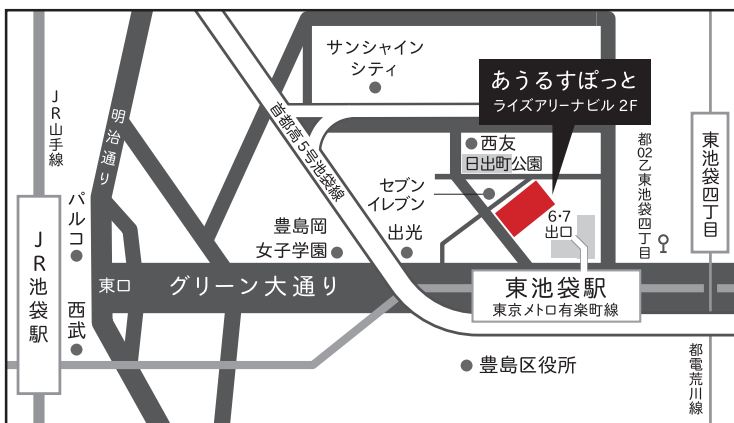 サンシャイン
シティ
あうるすぽっと
ライズアリーナビル 2F
JR山手線
明治通り
首都高5号池袋線
西友
日出町公園
都02乙東池袋四丁目
東池袋四丁目
セブン
イレブン
パルコ
豊島岡
女子学園
出光
6・7
出口
JR池袋駅
東口
グリーン大通り
東池袋駅
東京メトロ有楽町線
西武
豊島区役所
都電荒川線